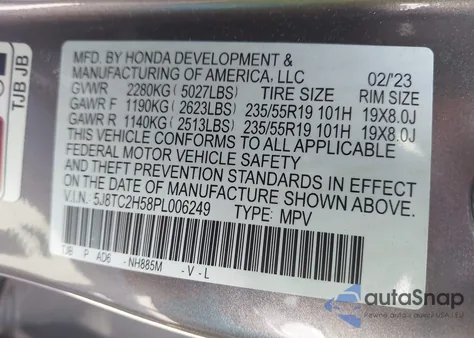 TJB JB
MFD. BY HONDA DEVELOPMENT &
MANUFACTURING OF AMERICA, LLC 02/'23
GVWR 2280KG (5027LBS) TIRE SIZE RIM SIZE
GAWR F 1190KG (2623LBS) 235/55R19 101H 19X8.0J
GAWR R 1140KG (2513LBS) 235/55R19 101H 19X8.0J
THIS VEHICLE CONFORMS TO ALL APPLICABLE
FEDERAL MOTOR VEHICLE SAFETY
AND THEFT PREVENTION STANDARDS IN EFFECT
ON THE DATE OF MANUFACTURE SHOWN ABOVE.
V.I.N. 5J8TC2H58PL006249 TYPE: MPV
TJB P AD6 -NH885M -V-L
autoSnap